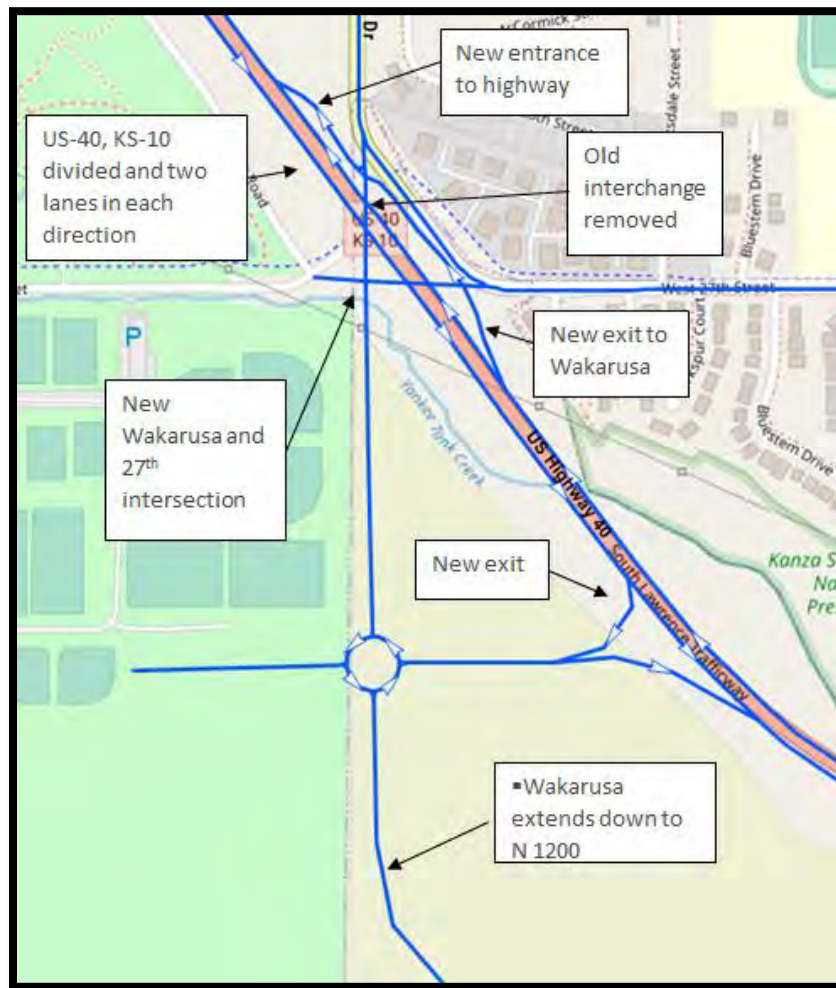 Dr
McCormick Street
New entrance
to highway
US-40, KS-10
divided and two
lanes in each
direction
Old
interchange
removed
Road
US 40
KS 10
West 27th Street
Bluestem Drive
P
New exit to
Wakarusa
New
Wakarusa and
27th
intersection
Yankee Tank Creek
Bluestem Drive
US Highway 40
South Lawrence Trafficway
New exit
Kanza S
Na
Pre
▪Wakarusa
extends down to
N 1200